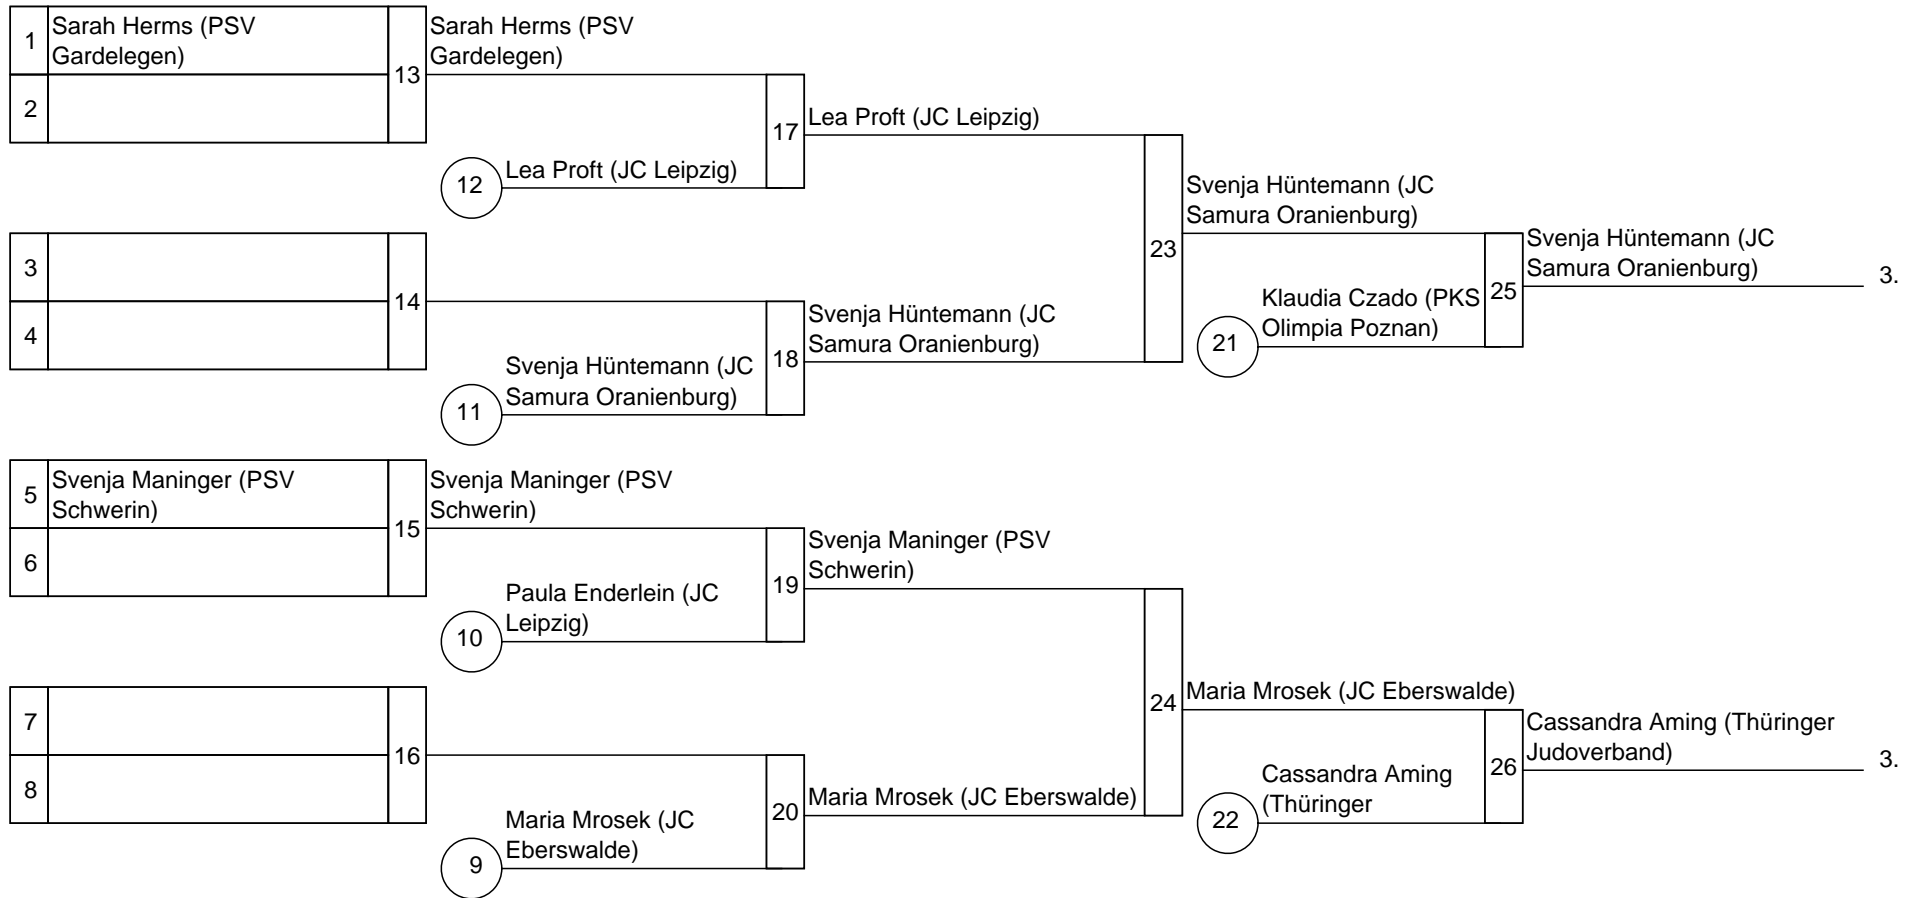 1
Sarah Herms (PSV
Gardelegen)
2
13
Sarah Herms (PSV
Gardelegen)
12
Lea Proft (JC Leipzig)
17
Lea Proft (JC Leipzig)
3
4
14
11
Svenja Hüntemann (JC
Samura Oranienburg)
18
Svenja Hüntemann (JC
Samura Oranienburg)
23
Svenja Hüntemann (JC
Samura Oranienburg)
21
Klaudia Czado (PKS
Olimpia Poznan)
25
Svenja Hüntemann (JC
Samura Oranienburg)
3.
5
Svenja Maninger (PSV
Schwerin)
6
15
Svenja Maninger (PSV
Schwerin)
10
Paula Enderlein (JC
Leipzig)
19
Svenja Maninger (PSV
Schwerin)
7
8
16
9
Maria Mrosek (JC
Eberswalde)
20
Maria Mrosek (JC Eberswalde)
24
Maria Mrosek (JC Eberswalde)
22
Cassandra Aming
(Thüringer
26
Cassandra Aming (Thüringer
Judoverband)
3.